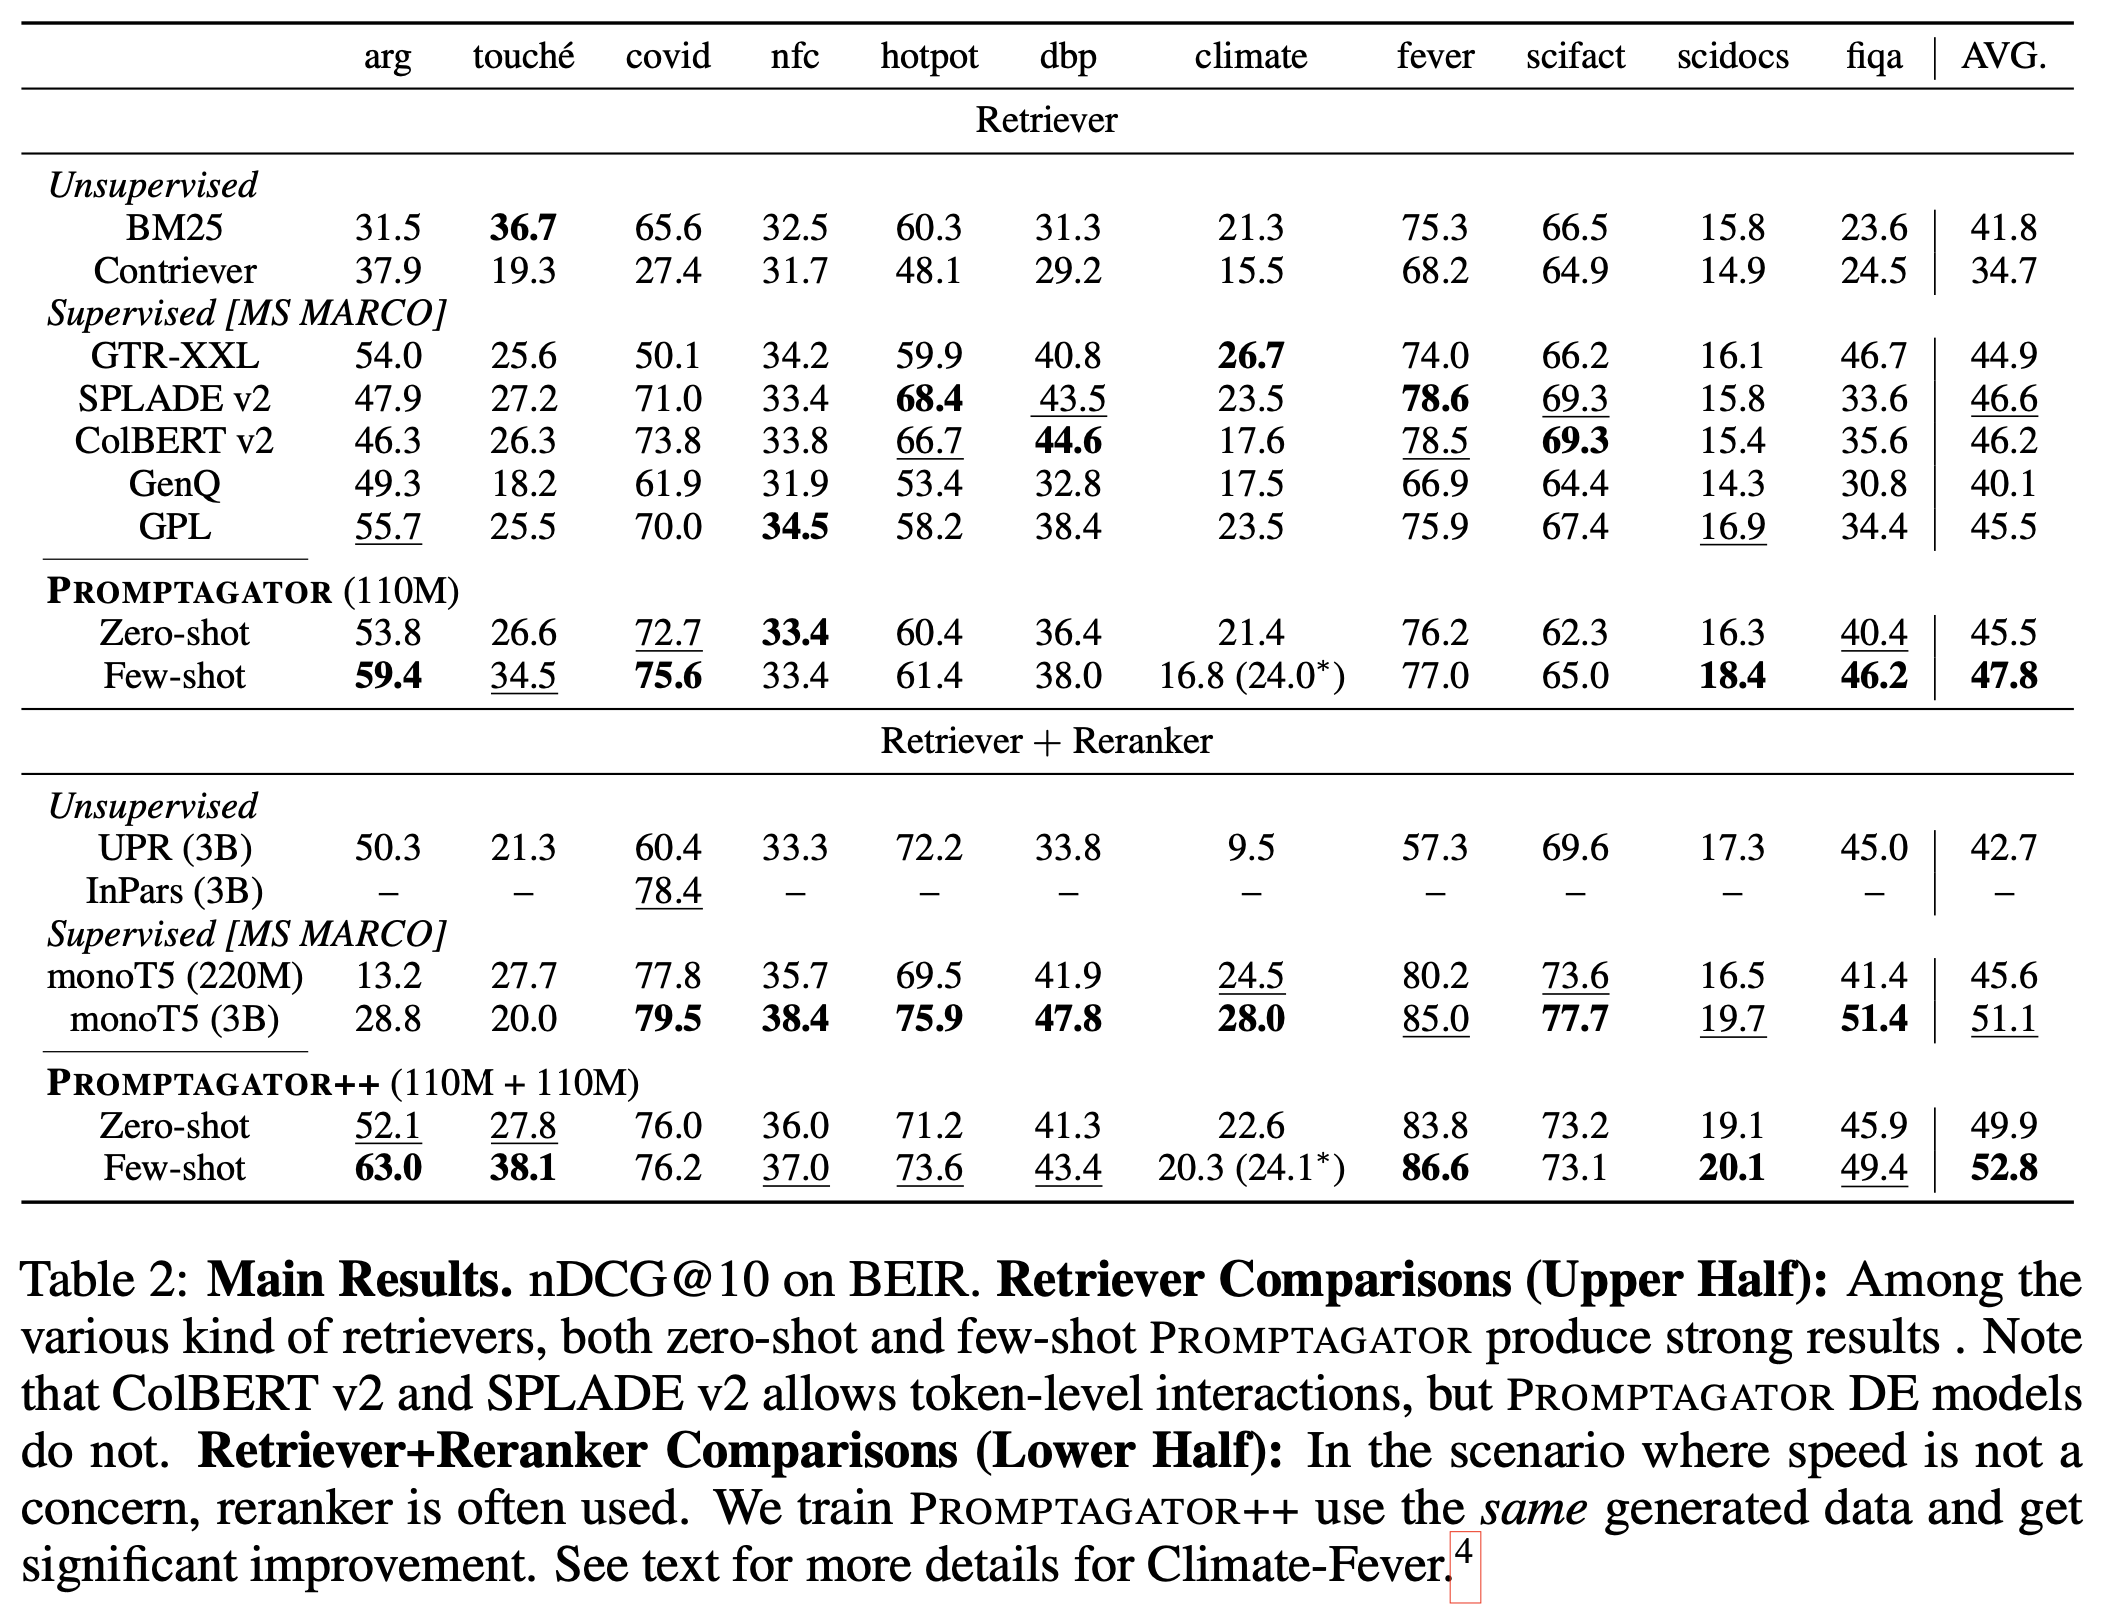 arg touché covid nfc hotpot dbp climate fever scifact scidocs fiqa AVG.
Retriever
Unsupervised
BM25 31.5 36.7 65.6 32.5 60.3 31.3 21.3 75.3 66.5 15.8 23.6 41.8
Contriever 37.9 19.3 27.4 31.7 48.1 29.2 15.5 68.2 64.9 14.9 24.5 34.7
Supervised [MS MARCO]
GTR-XXL 54.0 25.6 50.1 34.2 59.9 40.8 26.7 74.0 66.2 16.1 46.7 44.9
SPLADE v2 47.9 27.2 71.0 33.4 68.4 43.5 23.5 78.6 69.3 15.8 33.6 46.6
ColBERT v2 46.3 26.3 73.8 33.8 66.7 44.6 17.6 78.5 69.3 15.4 35.6 46.2
GenQ 49.3 18.2 61.9 31.9 53.4 32.8 17.5 66.9 64.4 14.3 30.8 40.1
GPL 55.7 25.5 70.0 34.5 58.2 38.4 23.5 75.9 67.4 16.9 34.4 45.5
PROMPTAGATOR (110M)
Zero-shot 53.8 26.6 72.7 33.4 60.4 36.4 21.4 76.2 62.3 16.3 40.4 45.5
Few-shot 59.4 34.5 75.6 33.4 61.4 38.0 16.8 (24.0*) 77.0 65.0 18.4 46.2 47.8
Retriever + Reranker
Unsupervised
UPR (3B) 50.3 21.3 60.4 33.3 72.2 33.8 9.5 57.3 69.6 17.3 45.0 42.7
InPars (3B) – – 78.4 – – – – – – – – –
Supervised [MS MARCO]
monoT5 (220M) 13.2 27.7 77.8 35.7 69.5 41.9 24.5 80.2 73.6 16.5 41.4 45.6
monoT5 (3B) 28.8 20.0 79.5 38.4 75.9 47.8 28.0 85.0 77.7 19.7 51.4 51.1
PROMPTAGATOR++ (110M + 110M)
Zero-shot 52.1 27.8 76.0 36.0 71.2 41.3 22.6 83.8 73.2 19.1 45.9 49.9
Few-shot 63.0 38.1 76.2 37.0 73.6 43.4 20.3 (24.1*) 86.6 73.1 20.1 49.4 52.8
Table 2: Main Results. nDCG@10 on BEIR. Retriever Comparisons (Upper Half): Among the
various kind of retrievers, both zero-shot and few-shot PROMPTAGATOR produce strong results . Note
that ColBERT v2 and SPLADE v2 allows token-level interactions, but PROMPTAGATOR DE models
do not. Retriever+Reranker Comparisons (Lower Half): In the scenario where speed is not a
concern, reranker is often used. We train PROMPTAGATOR++ use the same generated data and get
significant improvement. See text for more details for Climate-Fever.4